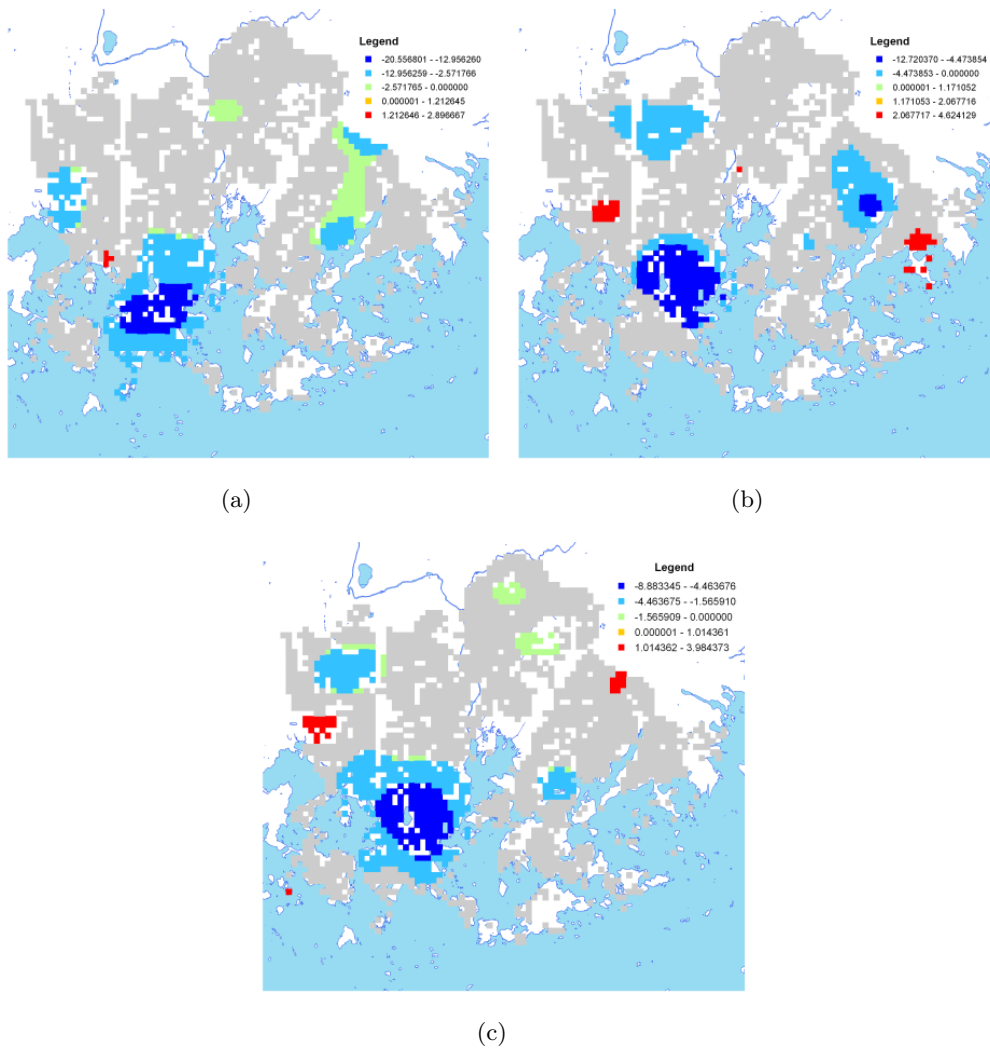 Legend
-20.556801 - -12.956260
-12.956259 - -2.571766
-2.571765 - 0.000000
0.000001 - 1.212645
1.212646 - 2.896667
(a)
Legend
-12.720370 - -4.473854
-4.473853 - 0.000000
0.000001 - 1.171052
1.171053 - 2.067716
2.067717 - 4.624129
(b)
Legend
-8.883345 - -4.463676
-4.463675 - -1.565910
-1.565909 - 0.000000
0.000001 - 1.014361
1.014362 - 3.984373
(c)